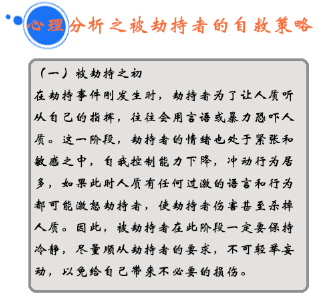 心理分析之被劫持者的自救策略
(一)被劫持之初
在劫持事件刚发生时，劫持者为了让人质听
从自己的指挥，往往会用言语或暴力恐吓人
质。这一阶段，劫持者的情绪也处于紧张和
敏感之中，自我控制能力下降，冲动行为居
多，如果此时人质有任何过激的语言和行为
都可能激怒劫持者，使劫持者伤害甚至杀掉
人质。因此，被劫持者在此阶段一定要保持
冷静，尽量顺从劫持者的要求，不可轻举妄
动，以免给自己带来不必要的损伤。